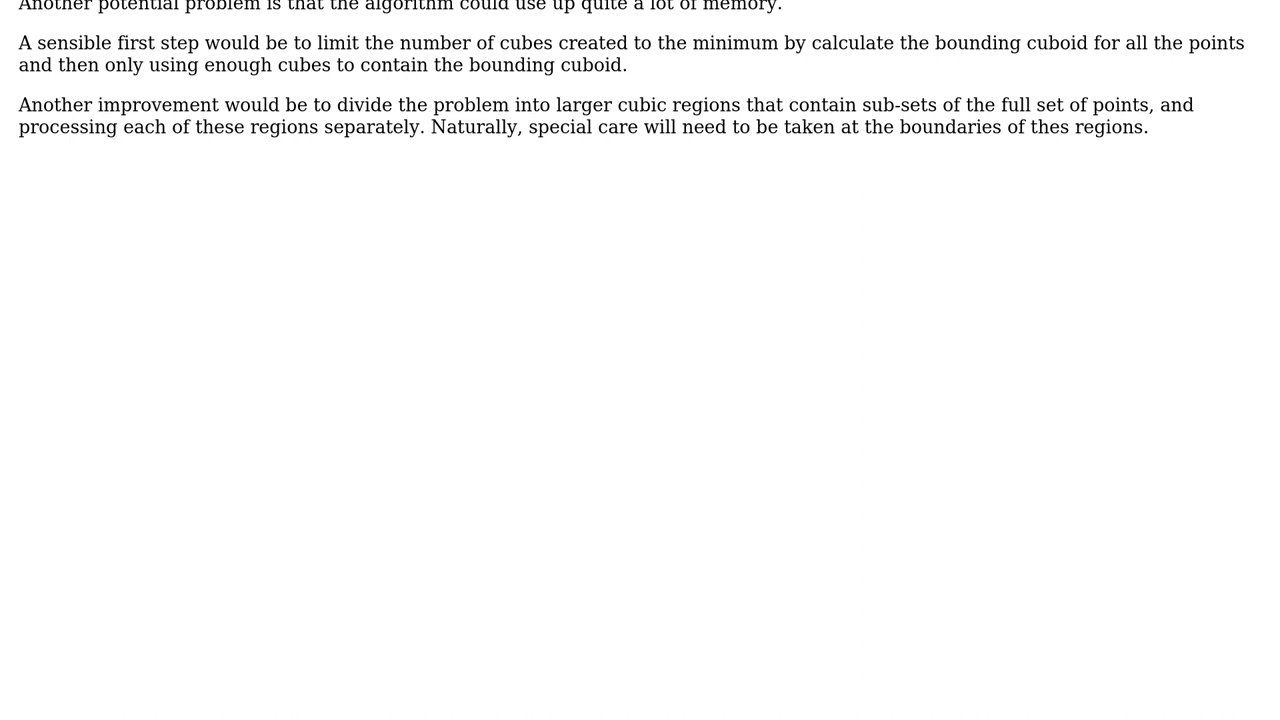 Another potential problem is that the algorithm could use up quite a lot of memory.
A sensible first step would be to limit the number of cubes created to the minimum by calculate the bounding cuboid for all the points
and then only using enough cubes to contain the bounding cuboid.
Another improvement would be to divide the problem into larger cubic regions that contain sub-sets of the full set of points, and
processing each of these regions separately. Naturally, special care will need to be taken at the boundaries of thes regions.